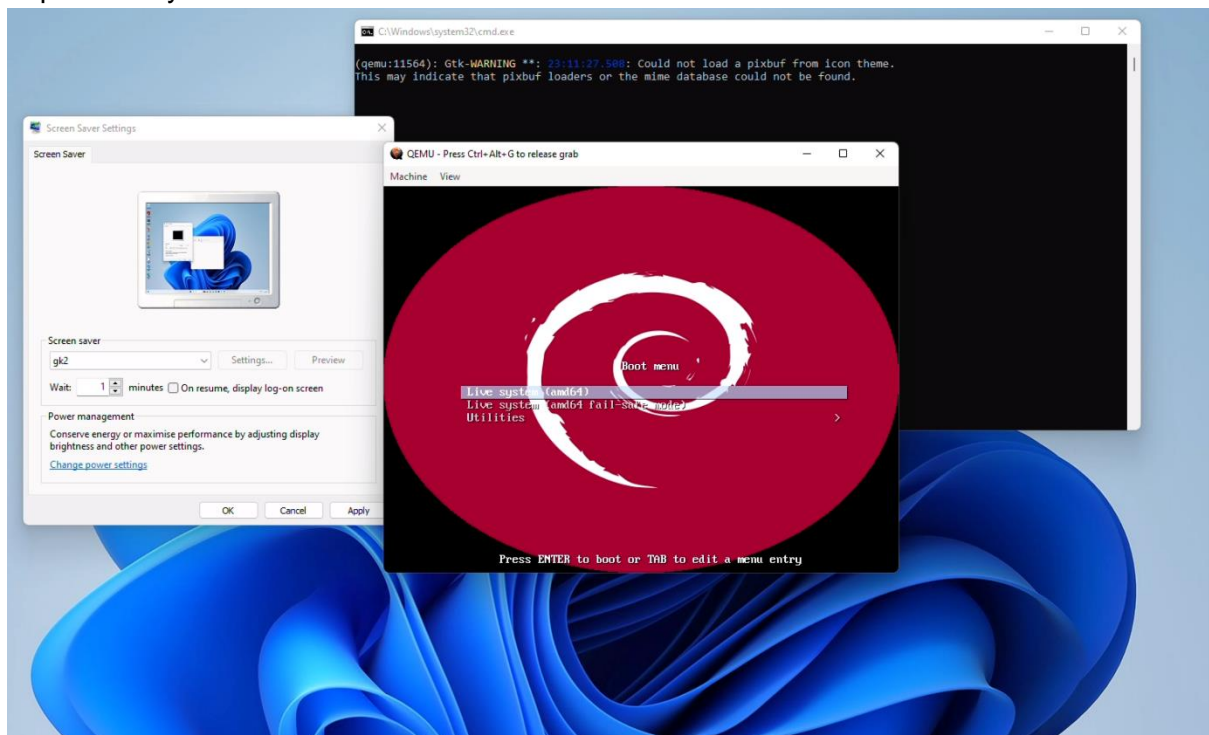 C:\Windows\system32\cmd.exe
(qemu:11564): Gtk-WARNING **: 23:11:27.508: Could not load a pixbuf from icon theme.
This may indicate that pixbuf loaders or the mime database could not be found.
Screen Saver Settings
Screen Saver
Screen saver
gk2
Settings...
Preview
Wait: 1 minutes On resume, display log-on screen
Power management
Conserve energy or maximise performance by adjusting display
brightness and other power settings.
Change power settings
OK
Cancel
Apply
QEMU - Press Ctrl+Alt+G to release grab
Machine View
Boot menu
Live system (amd64)
Live system (amd64 fail-safe mode)
Utilities >
Press ENTER to boot or TAB to edit a menu entry